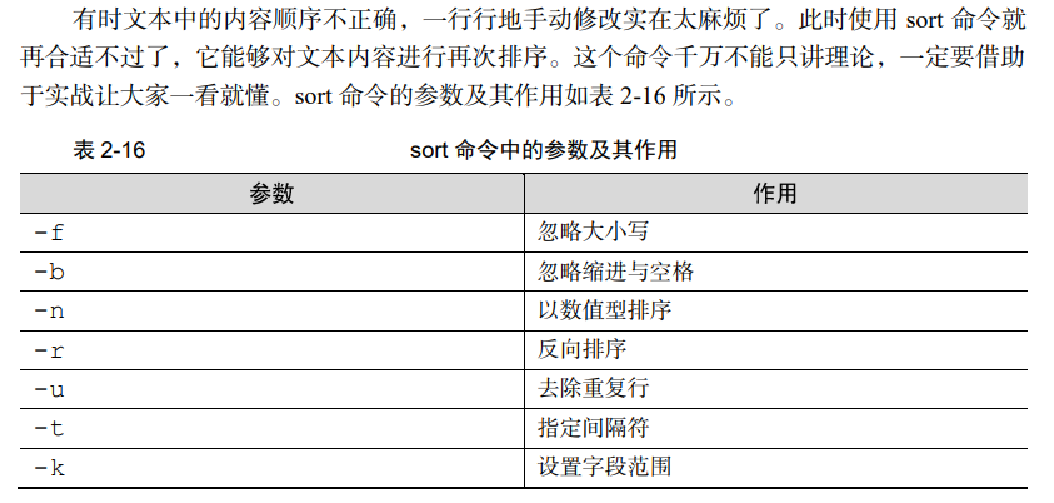 有时文本中的内容顺序不正确，一行行地手动修改实在太麻烦了。此时使用 sort 命令就
再合适不过了，它能够对文本内容进行再次排序。这个命令千万不能只讲理论，一定要借助
于实战让大家一看就懂。sort 命令的参数及其作用如表 2-16 所示。
表 2-16 sort 命令中的参数及其作用
参数 作用
-f 忽略大小写
-b 忽略缩进与空格
-n 以数值型排序
-r 反向排序
-u 去除重复行
-t 指定间隔符
-k 设置字段范围